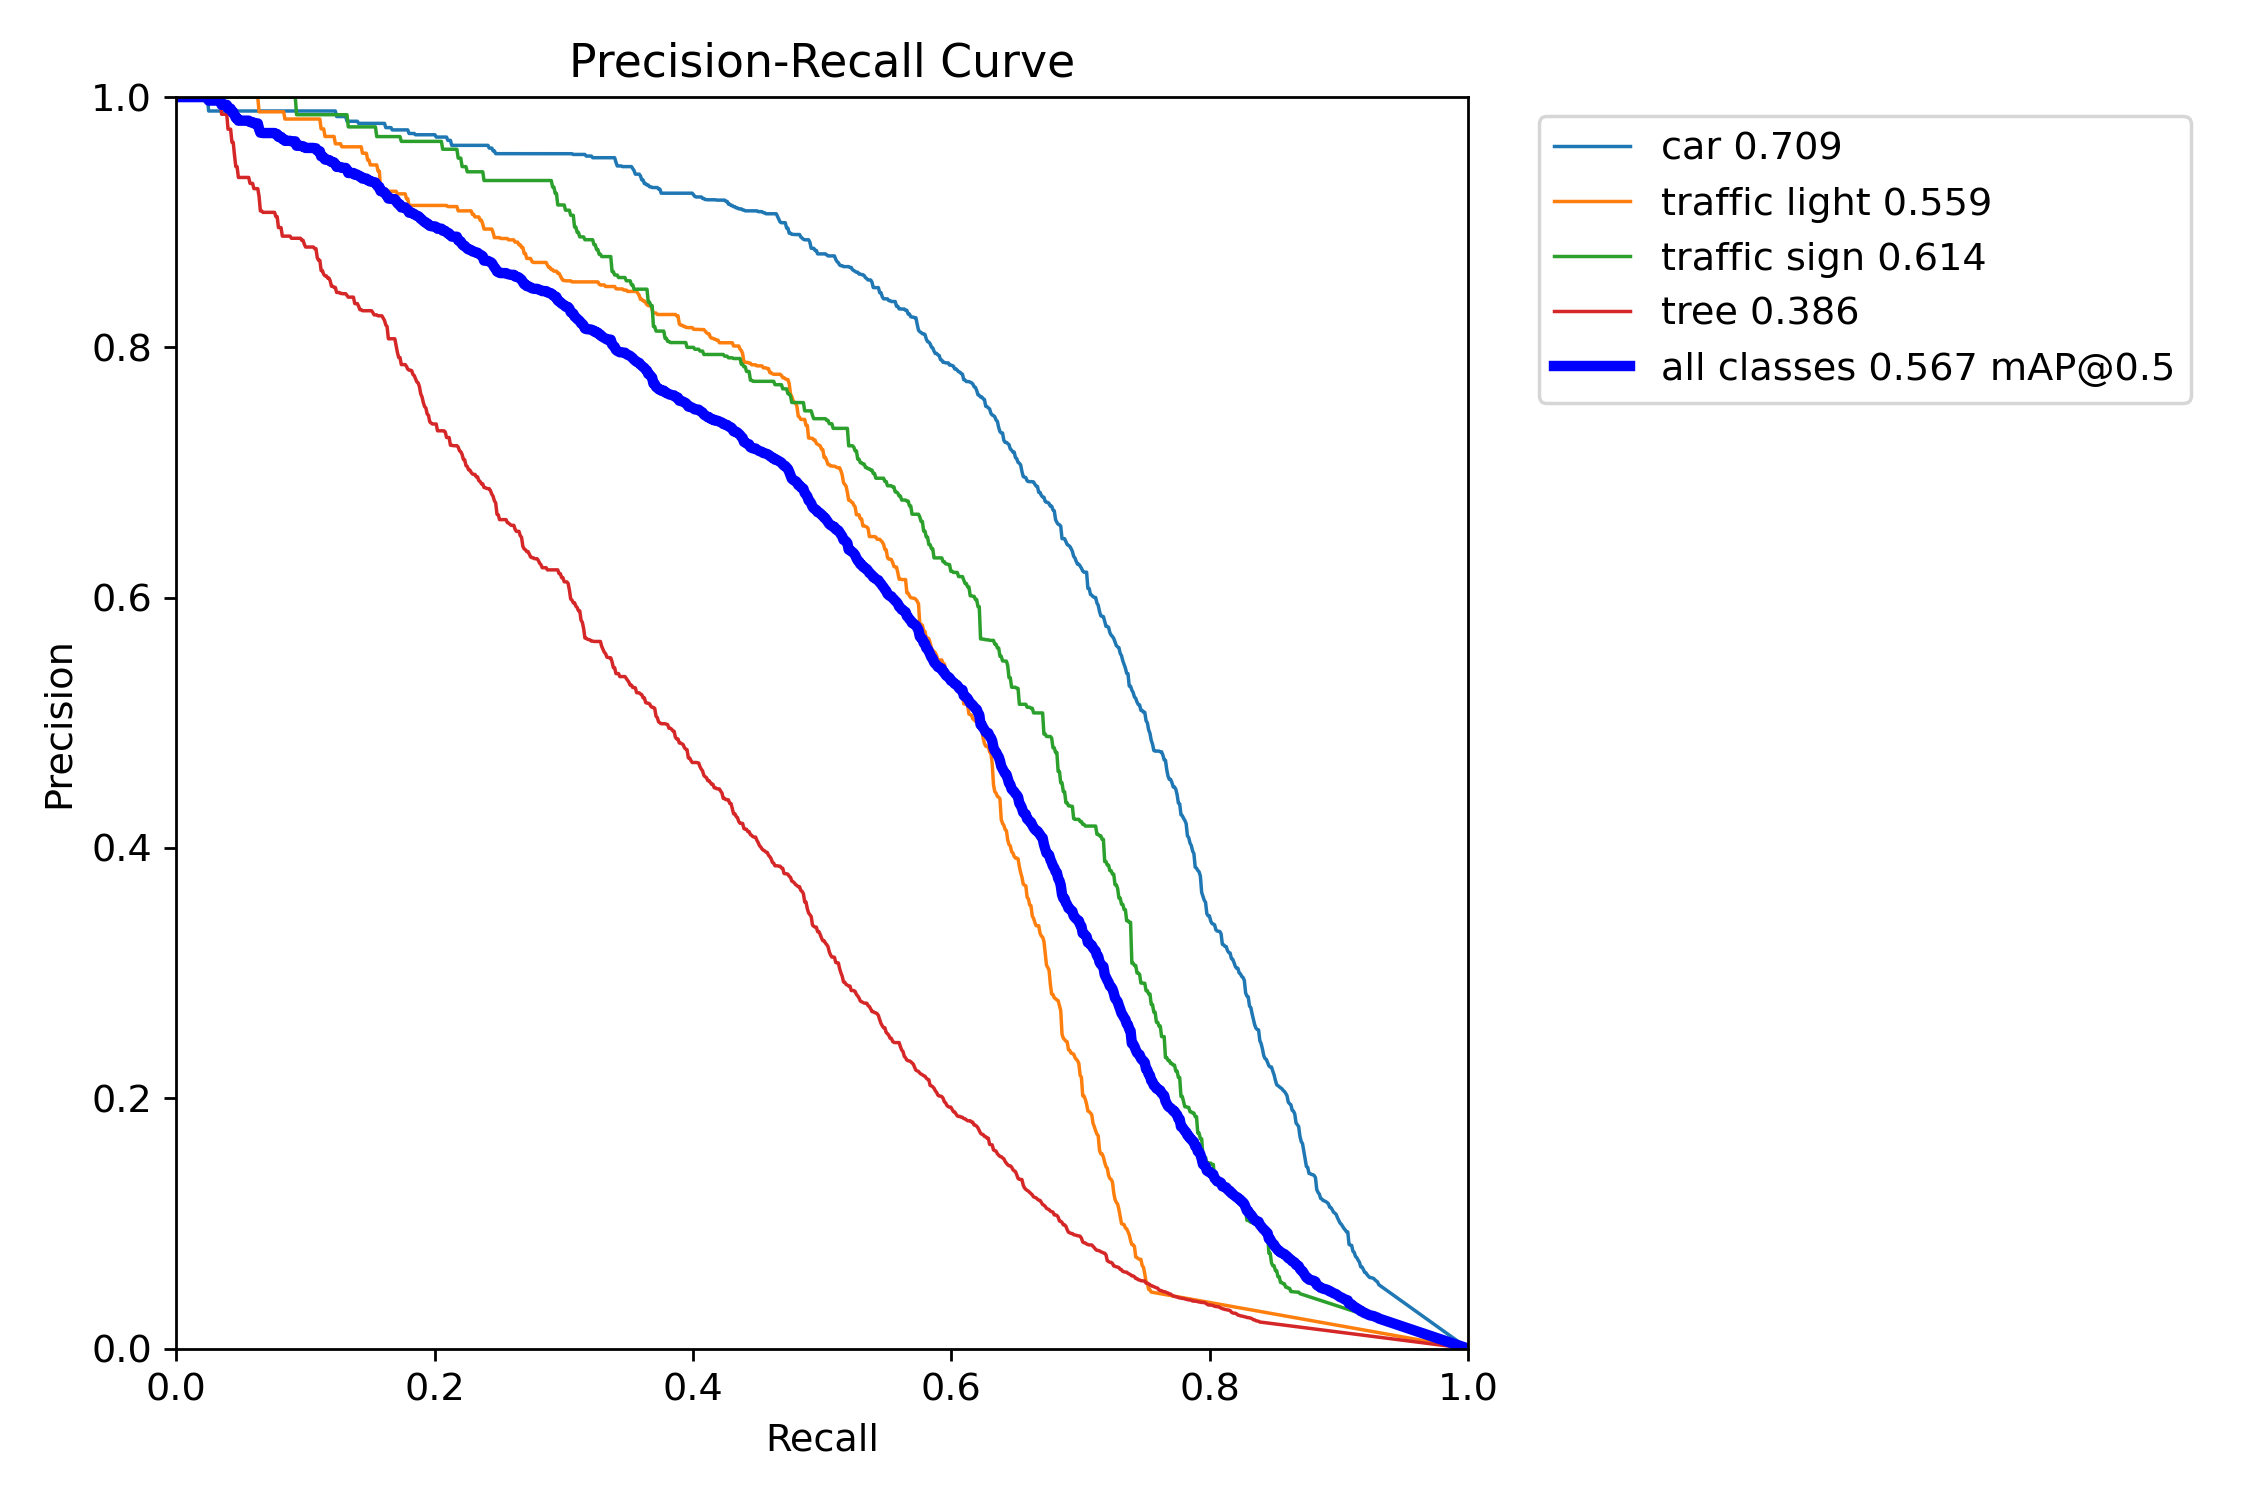 Precision-Recall Curve
1.0
0.8
0.6
0.4
0.2
0.0
Precision
0.0 0.2 0.4 0.6 0.8 1.0
Recall
car 0.709
traffic light 0.559
traffic sign 0.614
tree 0.386
all classes 0.567 mAP@0.5